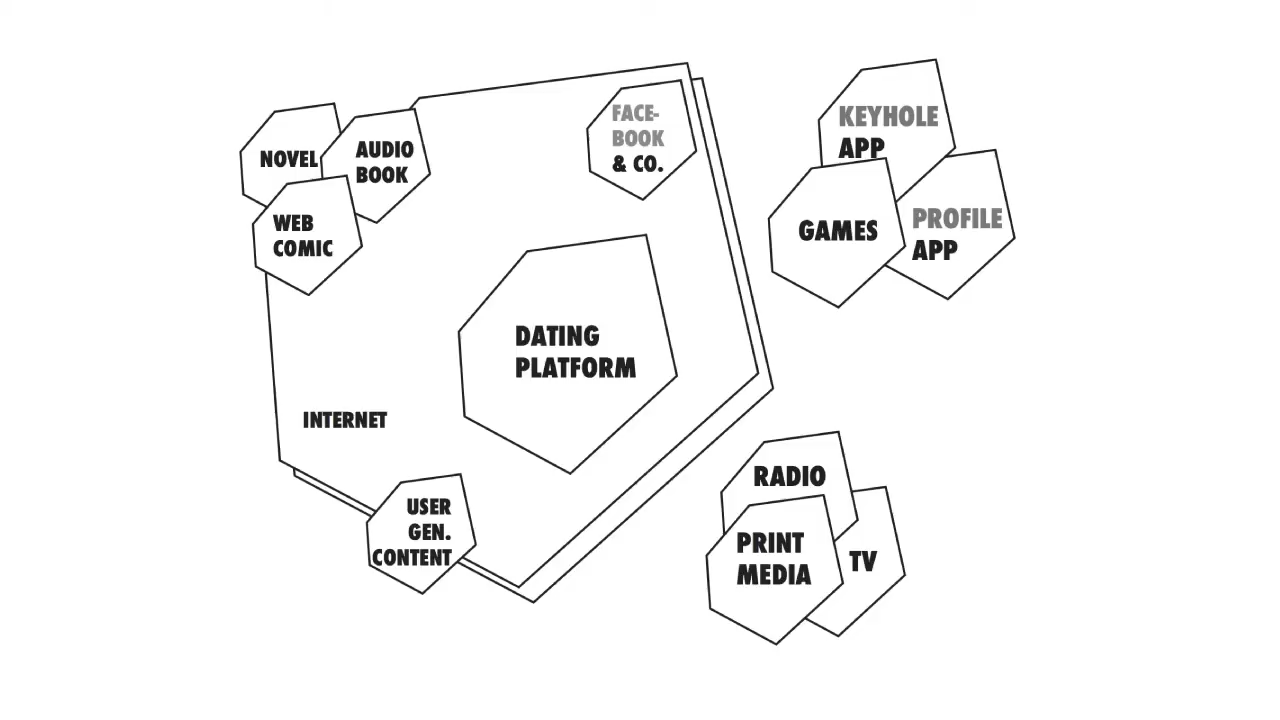 NOVEL
AUDIO
BOOK
WEB
COMIC
FACE-
BOOK
& CO.
KEYHOLE
APP
GAMES
PROFILE
APP
DATING
PLATFORM
INTERNET
USER
GEN.
CONTENT
RADIO
PRINT
MEDIA
TV